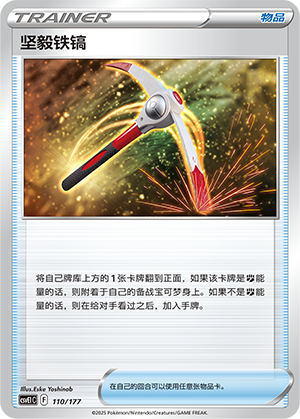 TRAINER
物品
坚毅铁镐
将自己牌库上方的1张卡牌翻到正面,如果该卡牌是能
量的话,则附着于自己的备战宝可梦身上。如果不是能
量的话,则在给对手看过之后,加入手牌。
Illus.Eske Yoshinob
F
110/177
在自己的回合可以使用任意张物品卡。
©2025 Pokémon/Nintendo/Creatures/GAME FREAK.